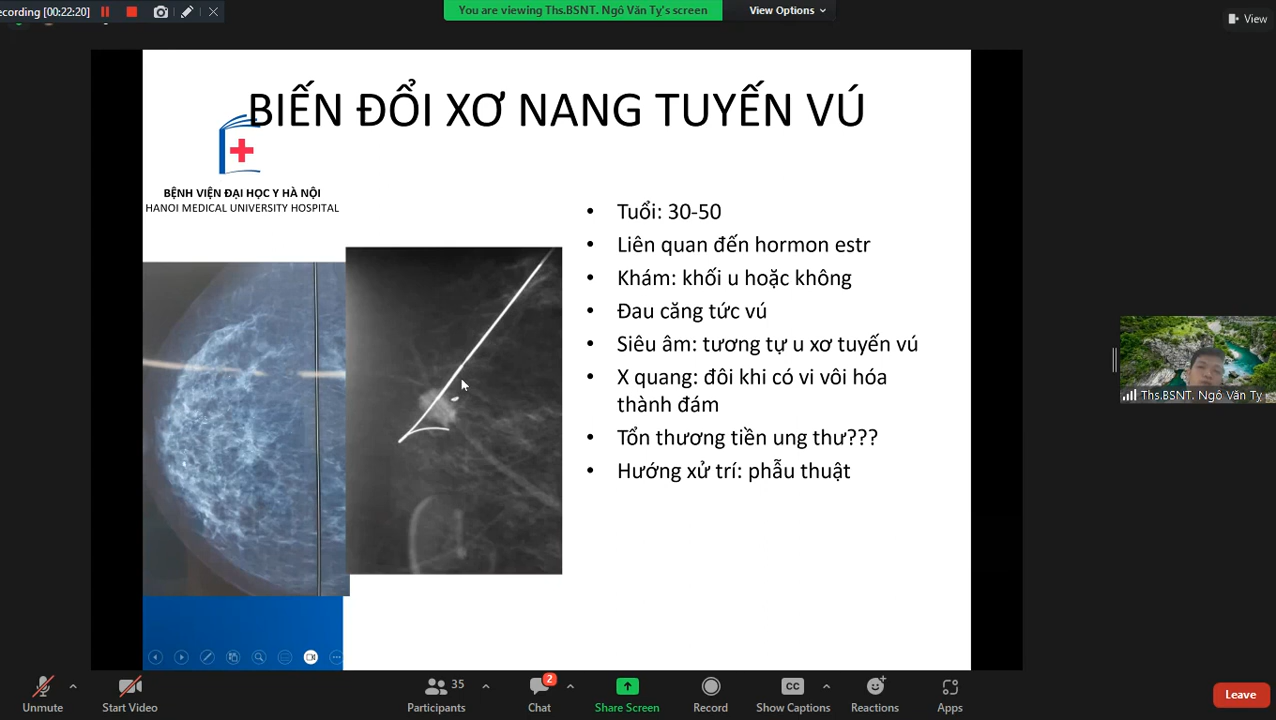 ecording [00:22:20]
You are viewing Ths.BSNT. Ngô Văn Tỵ's screen
View Options
View
BIẾN ĐỔI XƠ NANG TUYẾN VÚ
BỆNH VIỆN ĐẠI HỌC Y HÀ NỘI
HANOI MEDICAL UNIVERSITY HOSPITAL
• Tuổi: 30-50
• Liên quan đến hormon estr
• Khám: khối u hoặc không
• Đau căng tức vú
• Siêu âm: tương tự u xơ tuyến vú
• X quang: đôi khi có vi vôi hóa
thành đám
• Tổn thương tiền ung thư???
• Hướng xử trí: phẫu thuật
Ths.BSNT. Ngô Văn Tỵ
Unmute
Start Video
35
Participants
2
Chat
Share Screen
Record
CC
Show Captions
Reactions
Apps
Leave